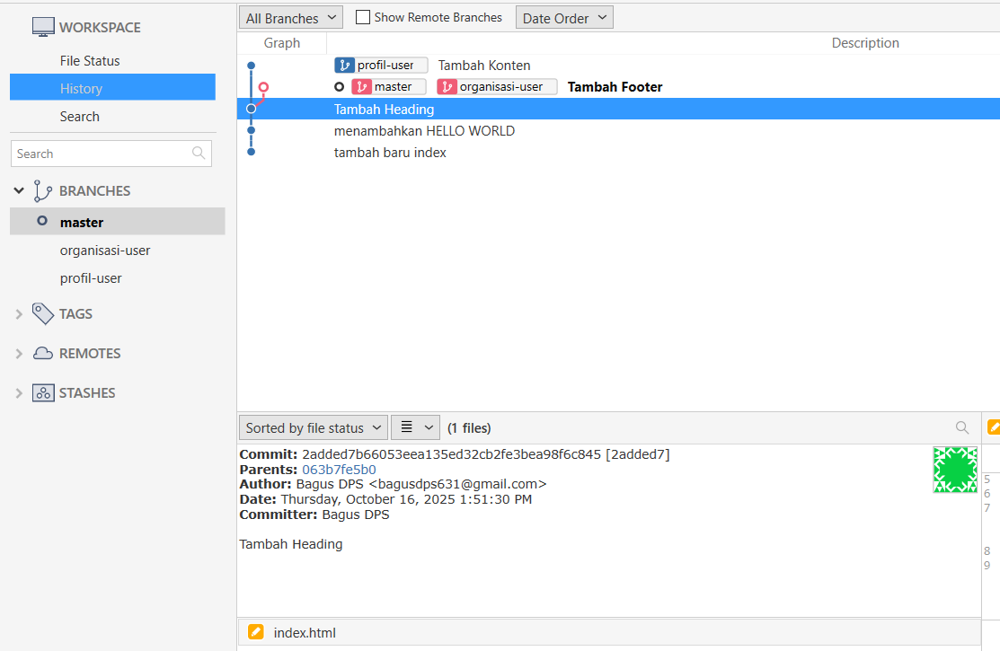 WORKSPACE
File Status
History
Search
Search
BRANCHES
master
organisasi-user
profil-user
TAGS
REMOTES
STASHES
All Branches Show Remote Branches Date Order
Graph Description
profil-user Tambah Konten
master organisasi-user Tambah Footer
Tambah Heading
menambahkan HELLO WORLD
tambah baru index
Sorted by file status (1 files)
Commit: 2added7b66053eea135ed32cb2fe3bea98f6c845 [2added7]
Parents: 063b7fe5b0
Author: Bagus DPS <bagusdps631@gmail.com>
Date: Thursday, October 16, 2025 1:51:30 PM
Committer: Bagus DPS
Tambah Heading
index.html
5
6
7
8
9